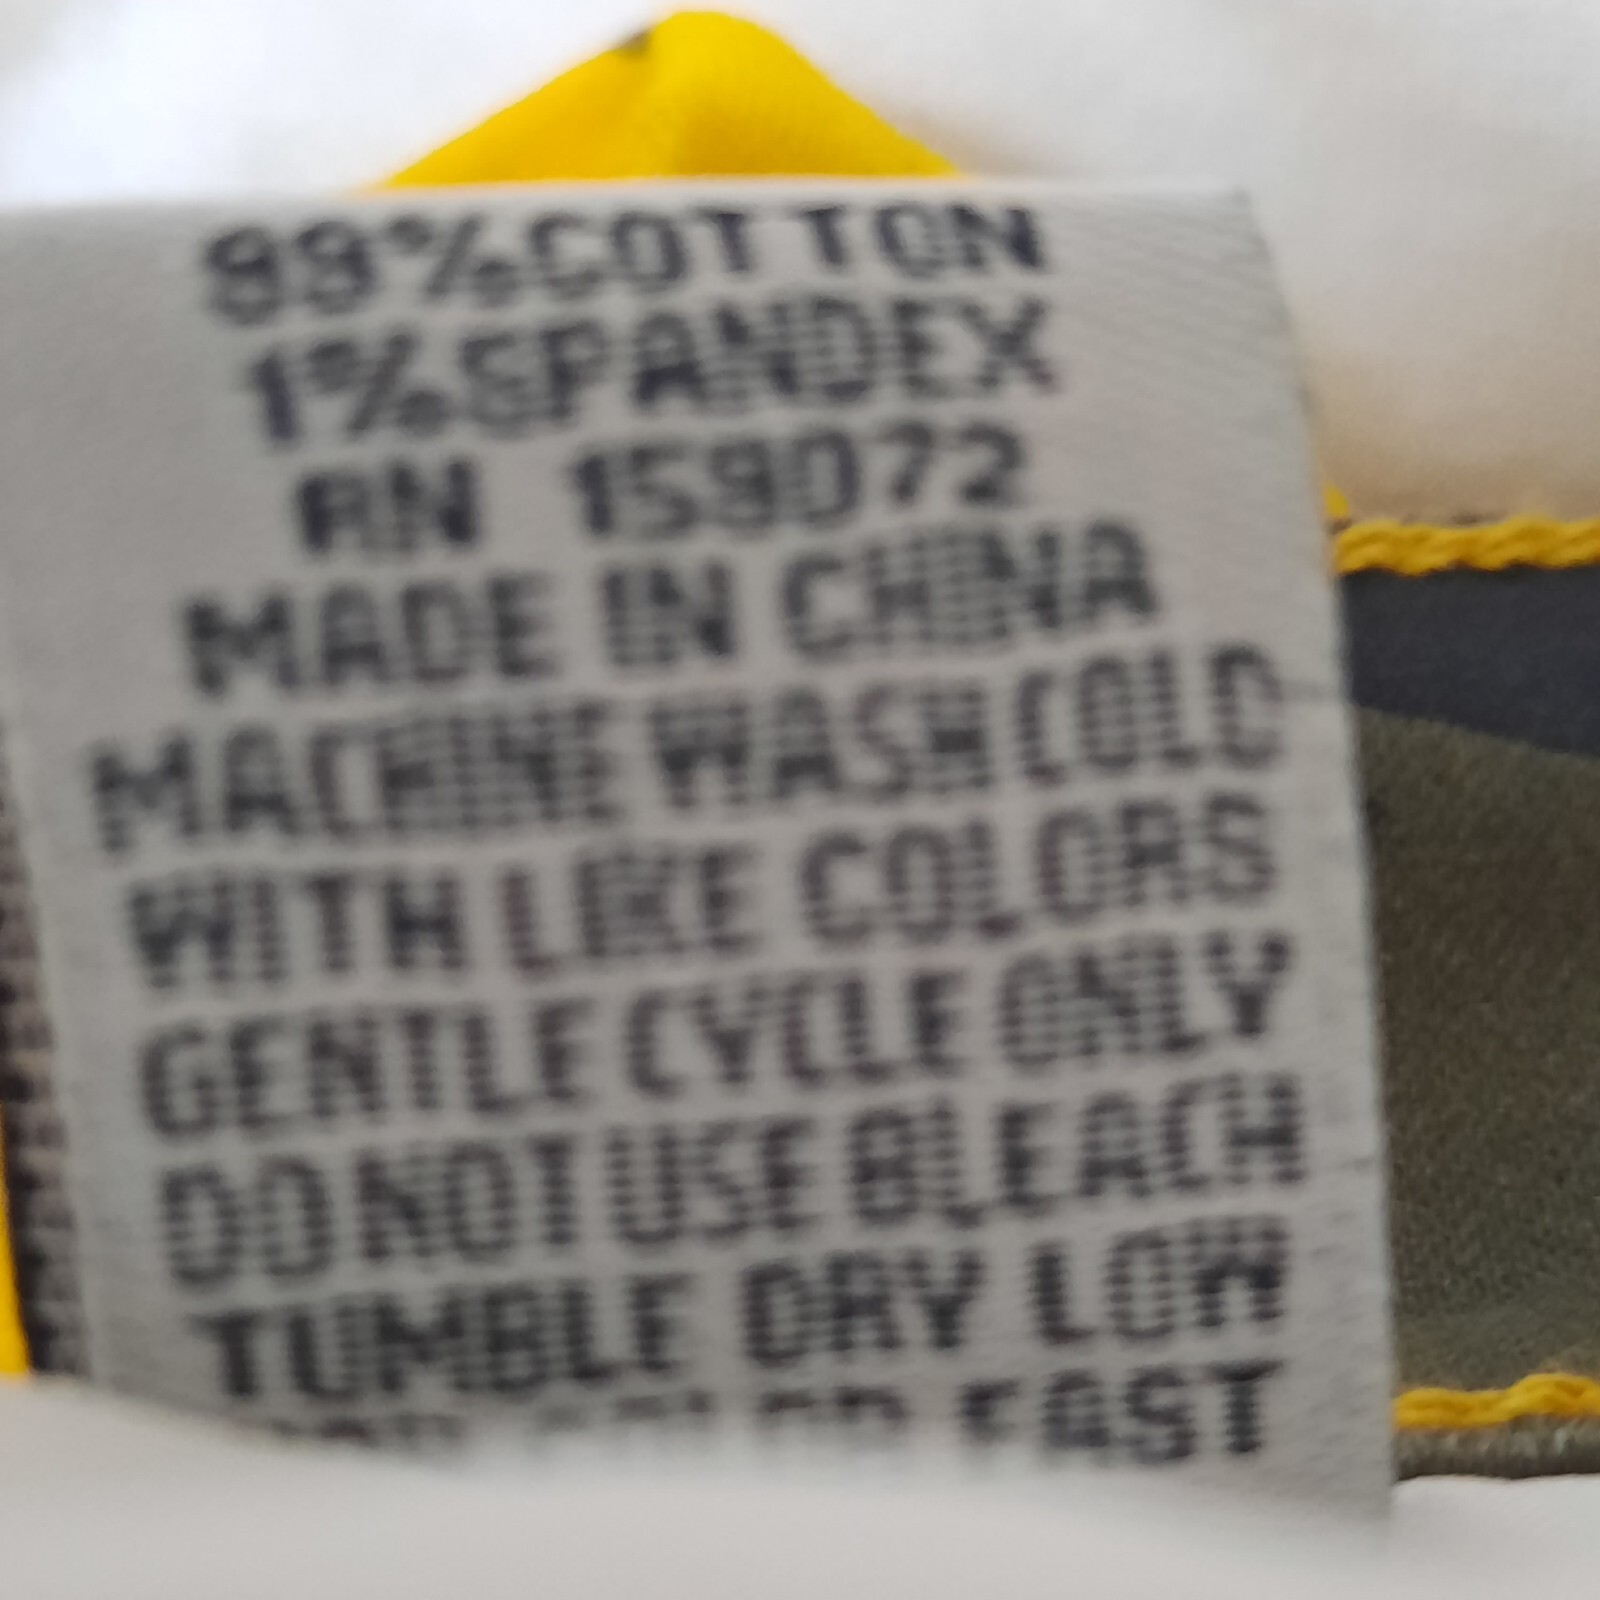 99%COTTON
1%SPANDEX
RN 159072
MADE IN CHINA
MACHINE WASH COLD
WITH LIKE COLORS
GENTLE CYCLE ONLY
DO NOT USE BLEACH
TUMBLE DRY LOW
FAST